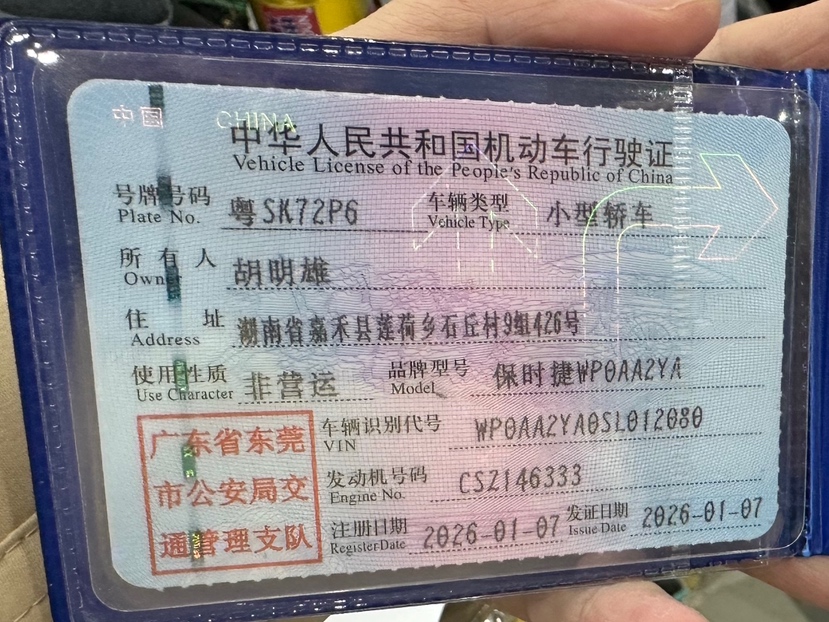 中国 CHINA
中华人民共和国机动车行驶证
Vehicle License of the People's Republic of China
号牌号码 粤SK72P6 车辆类型 小型轿车
Plate No. Vehicle Type
所有人 胡明雄
Owner
住址 湖南省嘉禾县莲荷乡石丘村9组426号
Address
使用性质 非营运 品牌型号 保时捷WP0AA2YA
Use Character Model
车辆识别代号 WP0AA2YA0SL012080
VIN
发动机号码 CSZ146333
Engine No.
注册日期 2026-01-07 发证日期 2026-01-07
Register Date Issue Date
广东省东莞
市公安局交
通管理支队